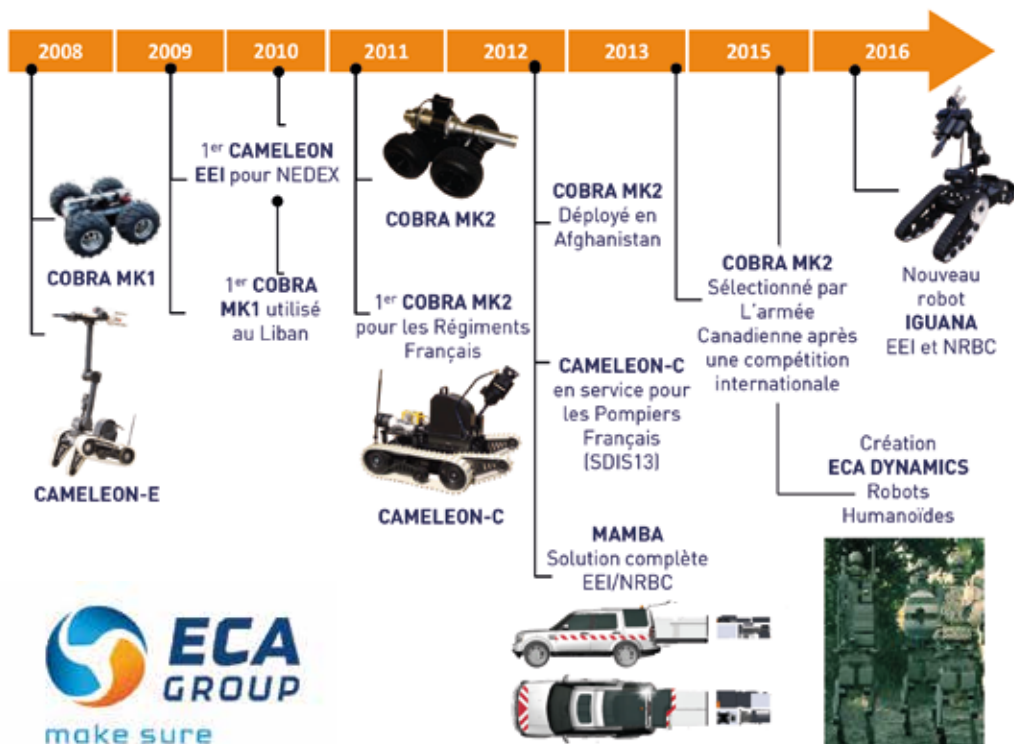 2008
2009
2010
2011
2012
2013
2015
2016
COBRA MK1
CAMELEON-E
1er CAMELEON
EEI pour NEDEX
1er COBRA
MK1 utilisé
au Liban
COBRA MK2
1er COBRA MK2
pour les Régiments
Français
CAMELEON-C
COBRA MK2
Déployé en
Afghanistan
CAMELEON-C
en service pour
les Pompiers
Français
(SDIS13)
MAMBA
Solution complète
EEI/NRBC
COBRA MK2
Sélectionné par
L'armée
Canadienne après
une compétition
internationale
Création
ECA DYNAMICS
Robots
Humanoïdes
Nouveau
robot
IGUANA
EEI et NRBC
ECA
GROUP
make sure